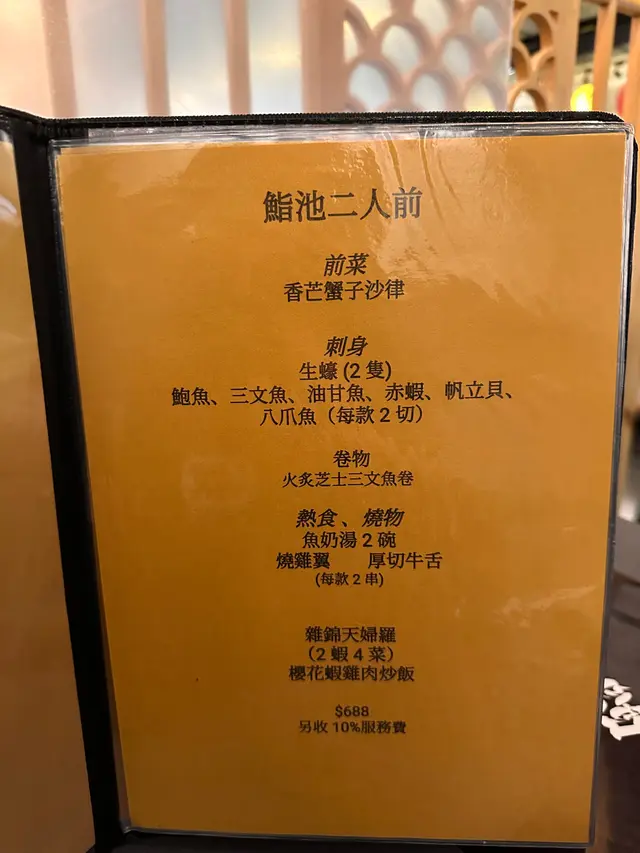 鮨池二人前
前菜
香芒蟹子沙律
刺身
生蠔 (2 隻)
鮑魚、三文魚、油甘魚、赤蝦、帆立貝、
八爪魚（每款 2 切）
卷物
火炙芝士三文魚卷
熱食 、燒物
魚奶湯 2 碗
燒雞翼 厚切牛舌
(每款 2 串)
雜錦天婦羅
（2 蝦 4 菜）
櫻花蝦雞肉炒飯
$688
另收 10%服務費